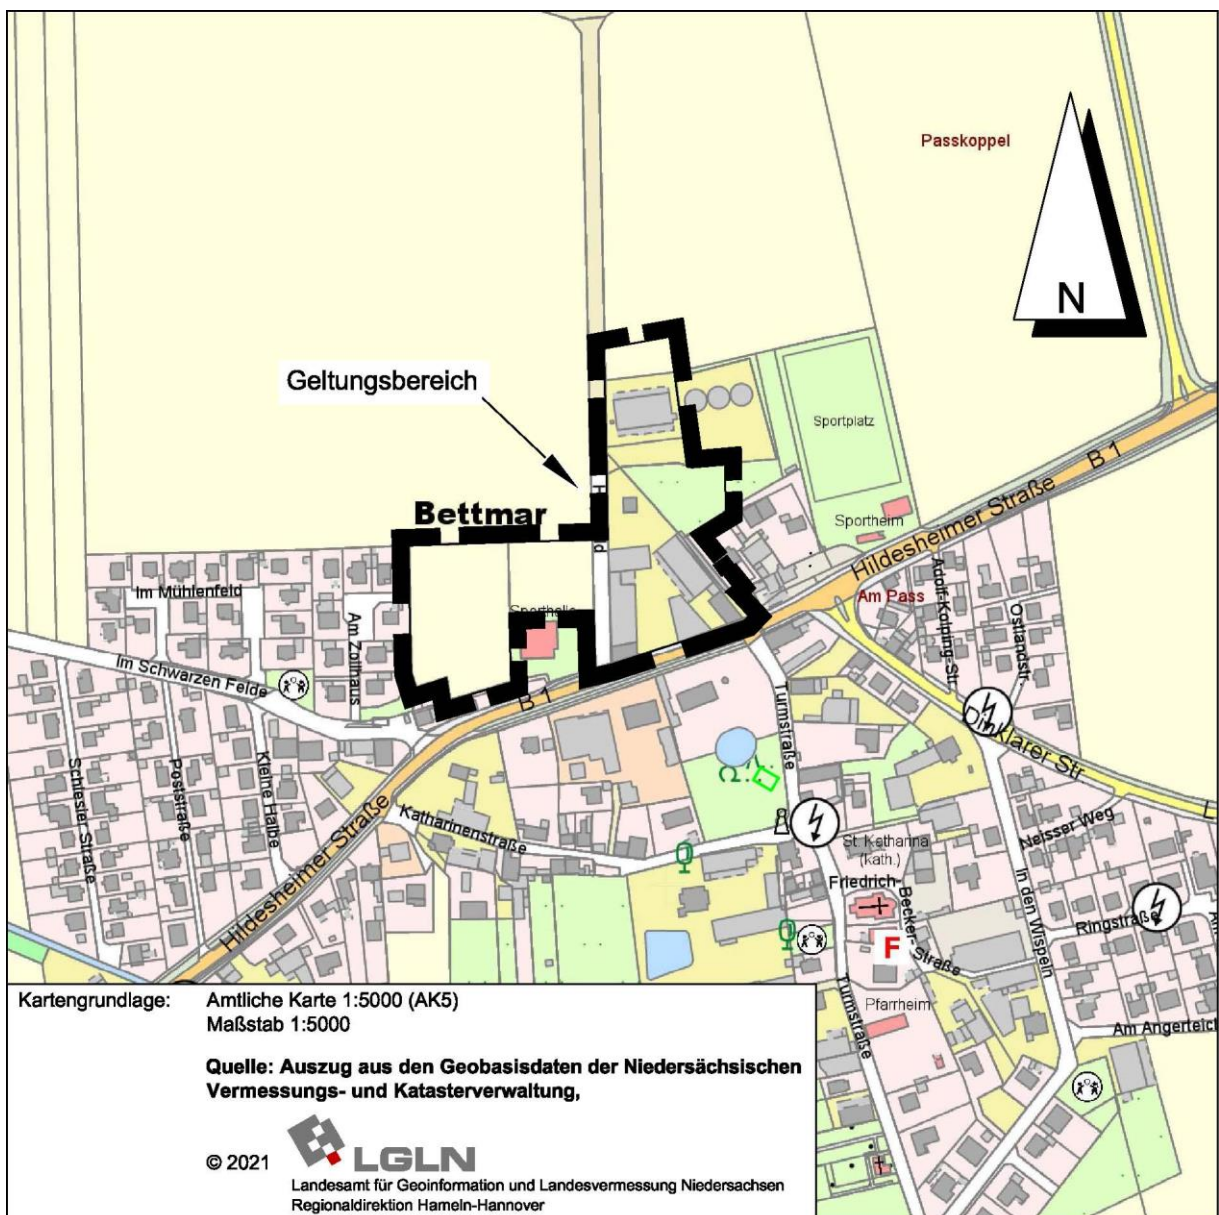 Passkoppel
N
Geltungsbereich
Sportplatz
B 1
Hildesheimer Straße
Bettmar
Sportheim
Im Mühlenfeld
Sporthalle
Am Pass
Adolf-Kolping-Str.
Ostlandstr.
Am Zollhaus
Im Schwarzen Felde
B 1
Turmstraße
Dinklarer Str
Schlesier Straße
Poststraße
Kleine Halbe
Katharinenstraße
Neisser Weg
St. Katharina
(kath.)
Friedrich-
Becker-
Straße
In den Wispeln
Ringstraße
Hildesheimer Straße
F
Pfarrheim
Turmstraße
Am Angerteich
Kartengrundlage: Amtliche Karte 1:5000 (AK5)
Maßstab 1:5000
Quelle: Auszug aus den Geobasisdaten der Niedersächsischen
Vermessungs- und Katasterverwaltung,
© 2021 LGLN
Landesamt für Geoinformation und Landesvermessung Niedersachsen
Regionaldirektion Hameln-Hannover